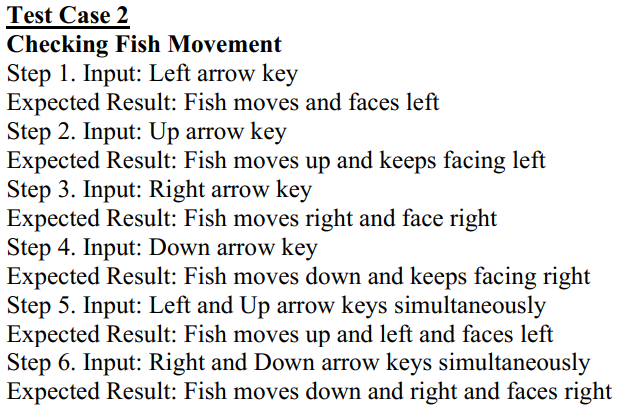 Test Case 2
Checking Fish Movement
Step 1. Input: Left arrow key
Expected Result: Fish moves and faces left
Step 2. Input: Up arrow key
Expected Result: Fish moves up and keeps facing left
Step 3. Input: Right arrow key
Expected Result: Fish moves right and face right
Step 4. Input: Down arrow key
Expected Result: Fish moves down and keeps facing right
Step 5. Input: Left and Up arrow keys simultaneously
Expected Result: Fish moves up and left and faces left
Step 6. Input: Right and Down arrow keys simultaneously
Expected Result: Fish moves down and right and faces right